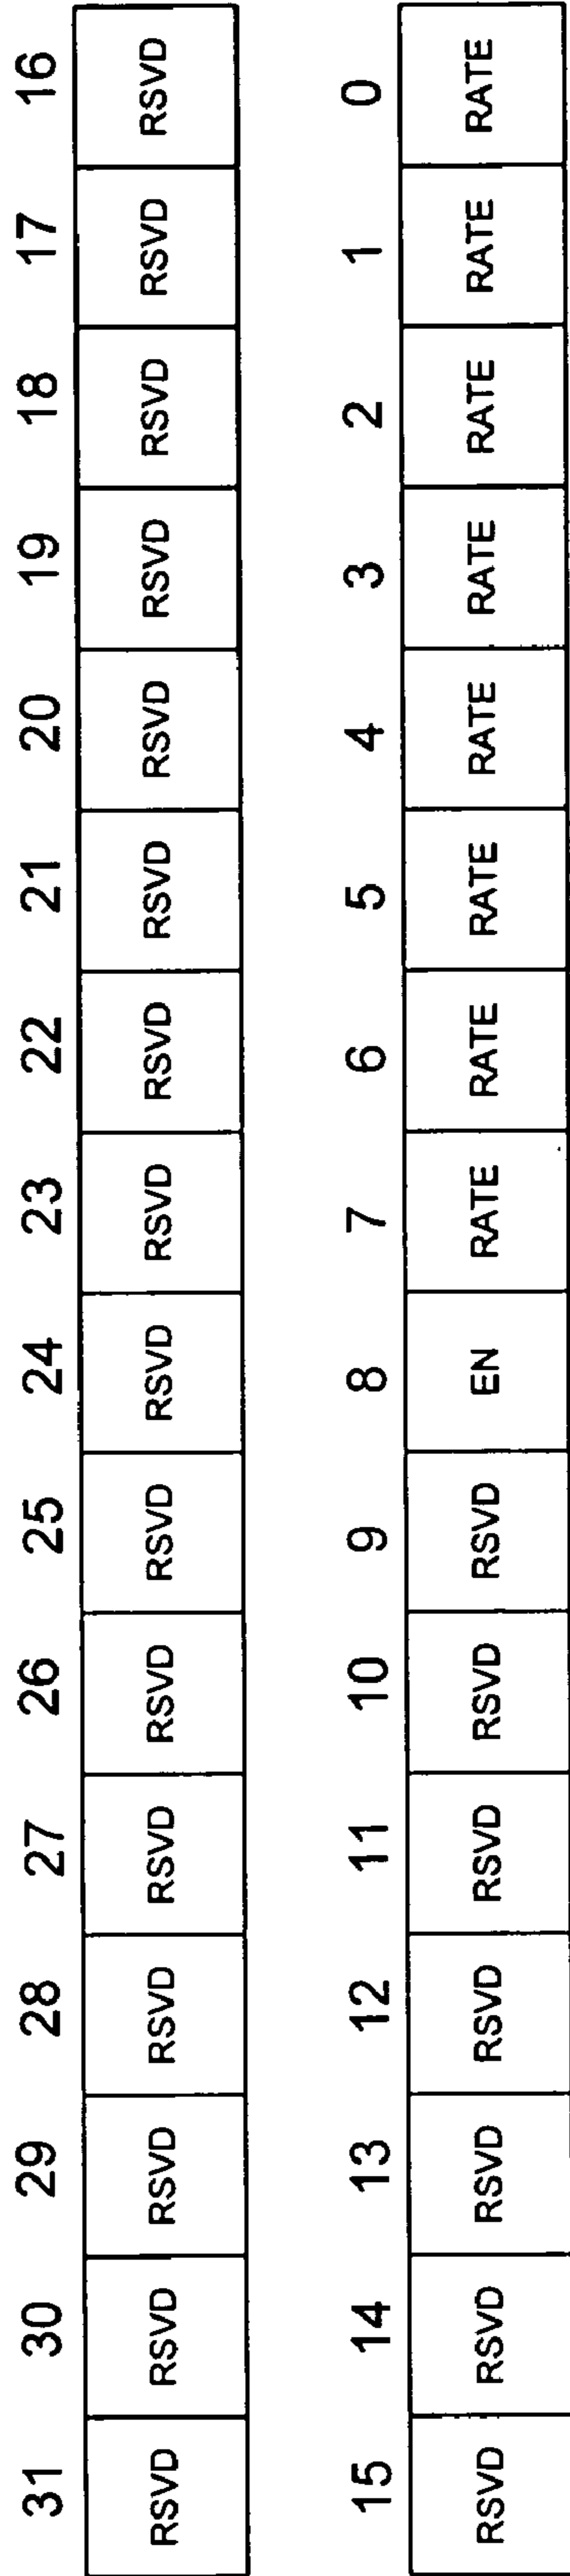 31 30 29 28 27 26 25 24 23 22 21 20 19 18 17 16
RSVD RSVD RSVD RSVD RSVD RSVD RSVD RSVD RSVD RSVD RSVD RSVD RSVD RSVD RSVD RSVD
15 14 13 12 11 10 9 8 7 6 5 4 3 2 1 0
RSVD RSVD RSVD RSVD RSVD RSVD RSVD EN RATE RATE RATE RATE RATE RATE RATE RATE